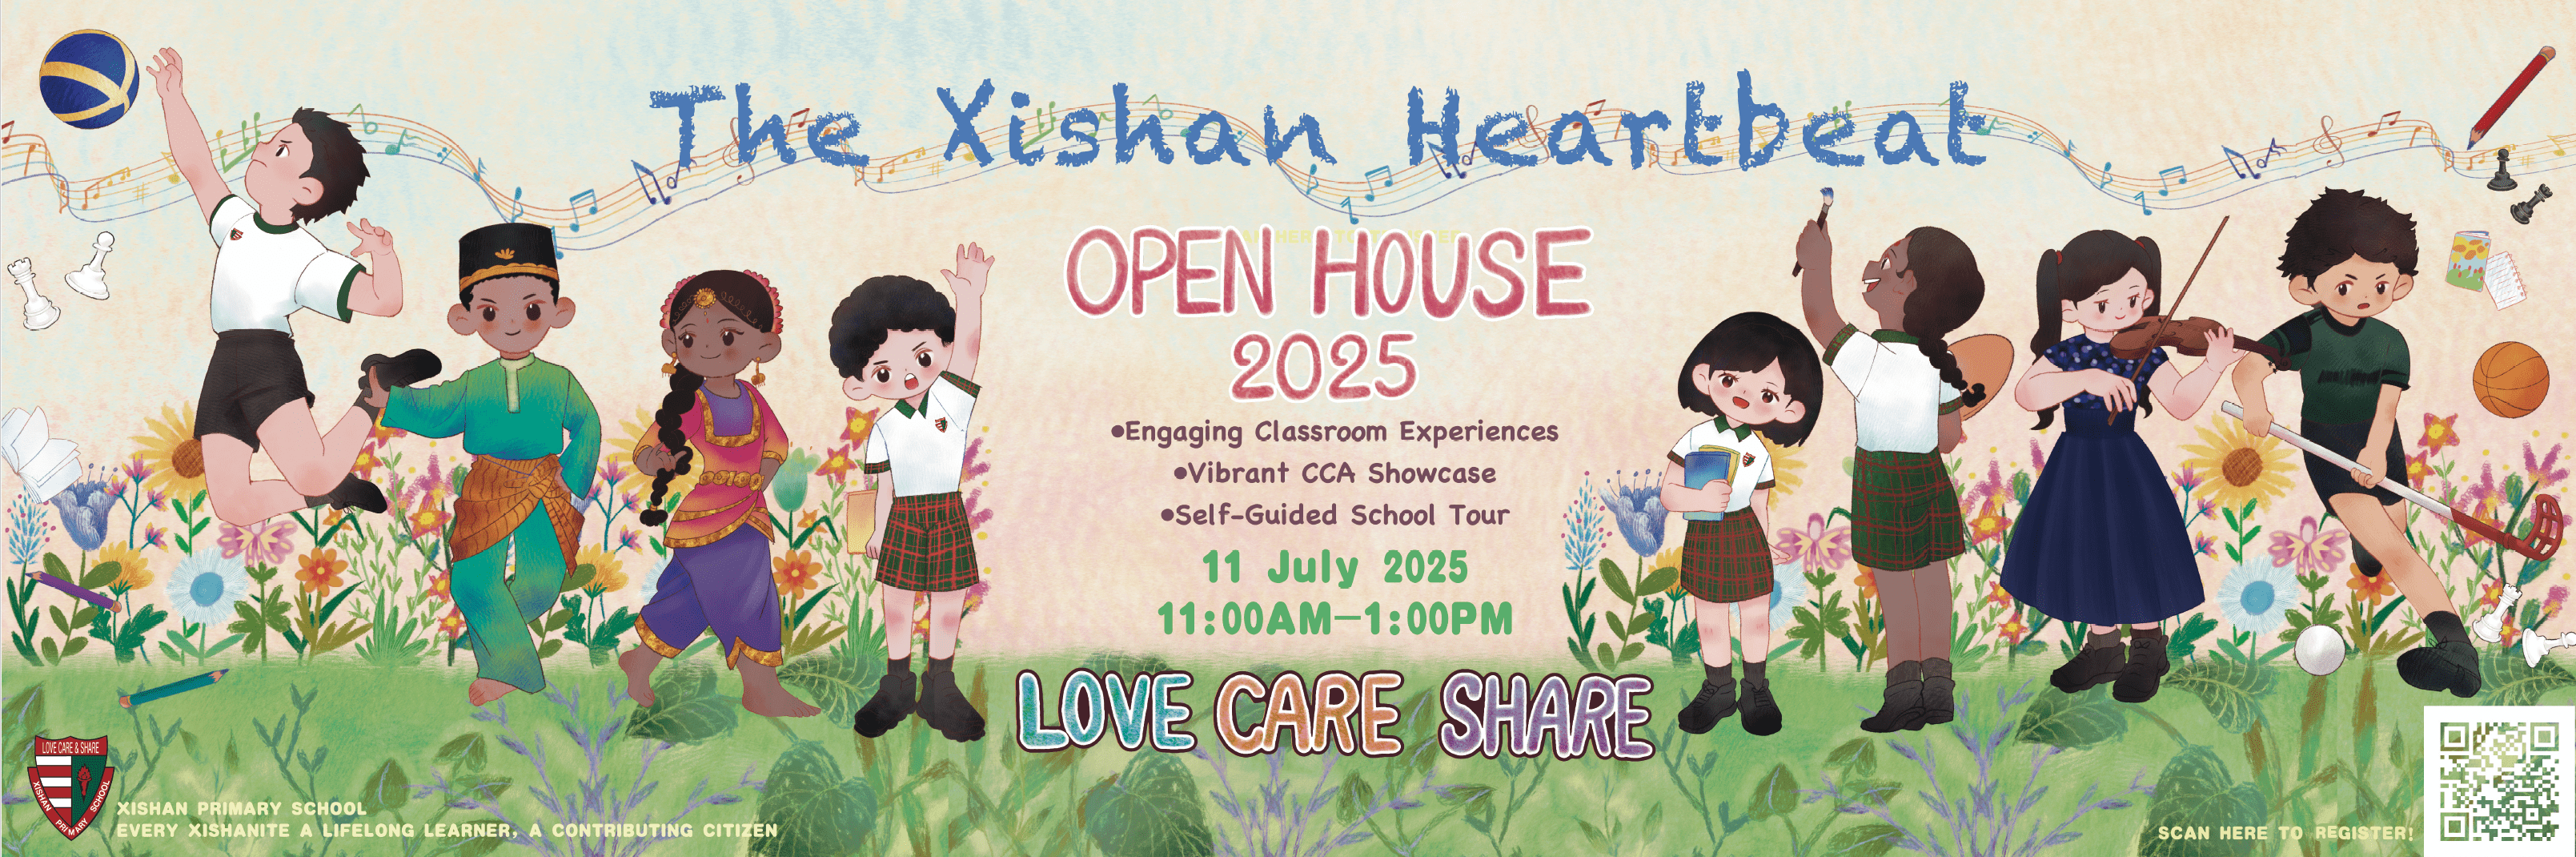 The Xishan Heartbeat
OPEN HOUSE
2025
•Engaging Classroom Experiences
•Vibrant CCA Showcase
•Self-Guided School Tour
11 July 2025
11:00AM–1:00PM
LOVE CARE SHARE
LOVE CARE & SHARE
XISHAN PRIMARY SCHOOL
XISHAN PRIMARY SCHOOL
EVERY XISHANITE A LIFELONG LEARNER, A CONTRIBUTING CITIZEN
SCAN HERE TO REGISTER!